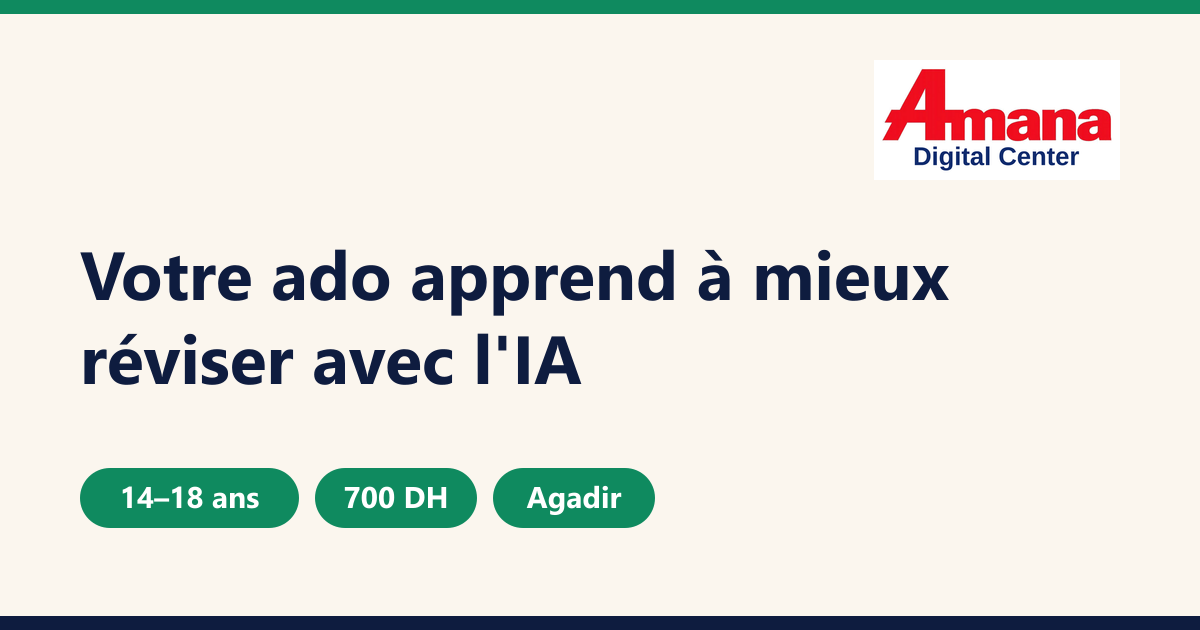 Amana
Digital Center
Votre ado apprend à mieux
réviser avec l'IA
14–18 ans
700 DH
Agadir